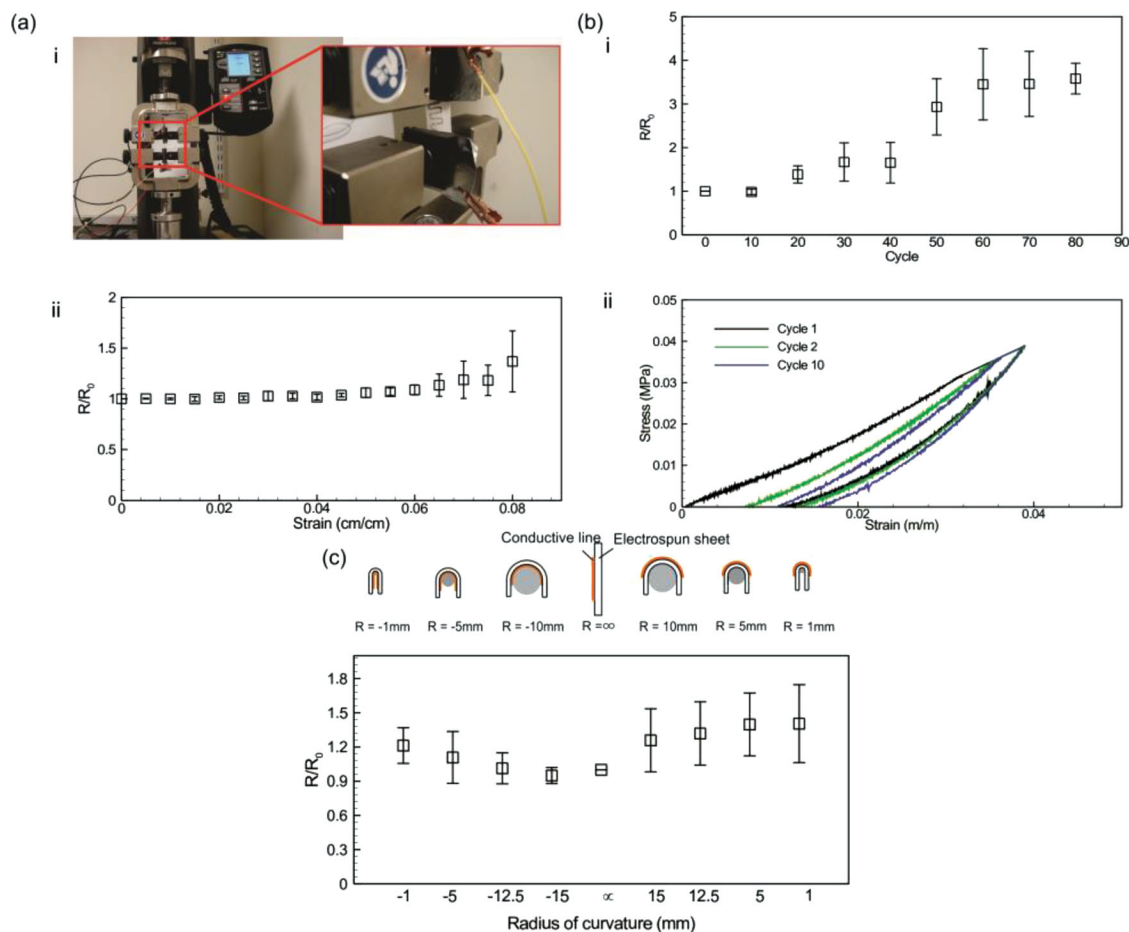 (a)
i
(b)
i
R/R0
5
4
3
2
1
0
0 10 20 30 40 50 60 70 80 90
Cycle
ii
R/R0
2
1.5
1
0.5
0
0 0.02 0.04 0.06 0.08
Strain (cm/cm)
ii
Stress (MPa)
0.05
0.04
0.03
0.02
0.01
0
Cycle 1
Cycle 2
Cycle 10
0 0.02 0.04
Strain (m/m)
(c)
Conductive line Electrospun sheet
R = -1mm R = -5mm R = -10mm R =∞ R = 10mm R = 5mm R = 1mm
R/R0
1.8
1.5
1.2
0.9
0.6
0.3
0
-1 -5 -12.5 -15 ∝ 15 12.5 5 1
Radius of curvature (mm)